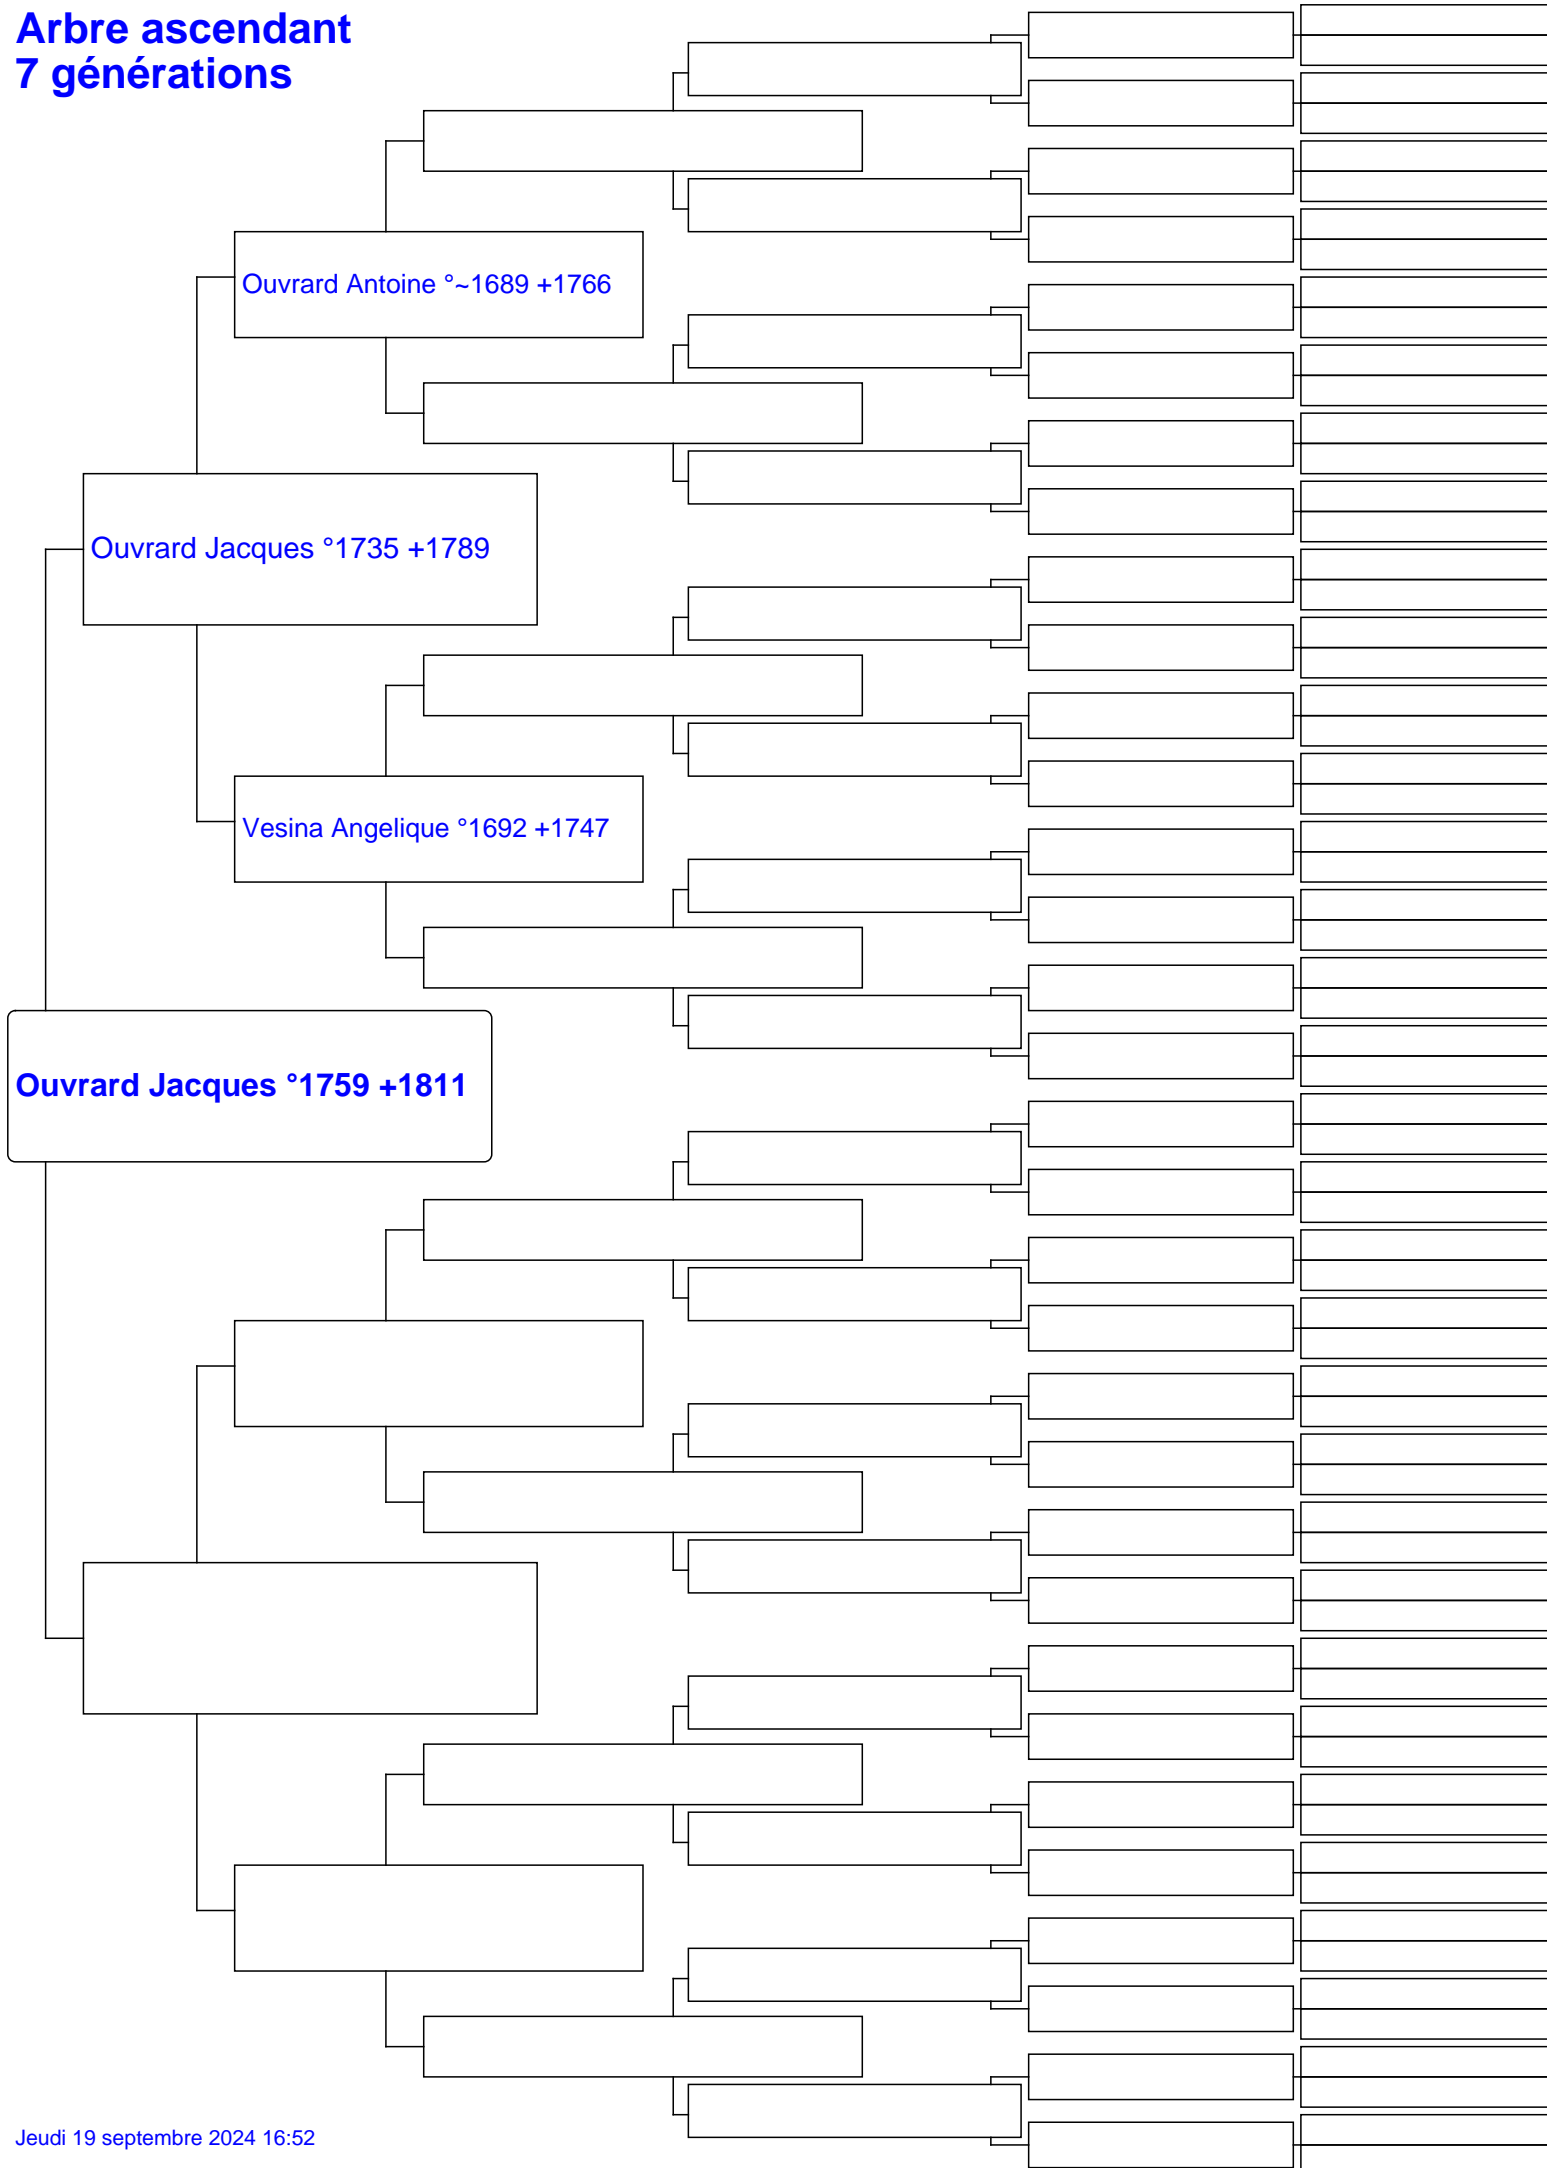 Arbre ascendant
7 générations
Ouvrard Antoine °~1689 +1766
Ouvrard Jacques °1735 +1789
Vesina Angelique °1692 +1747
Ouvrard Jacques °1759 +1811
Jeudi 19 septembre 2024 16:52